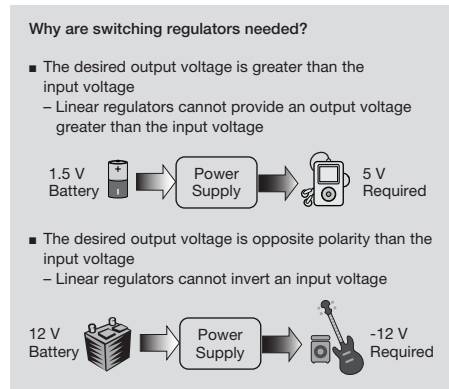 Why are switching regulators needed?
■ The desired output voltage is greater than the
input voltage
– Linear regulators cannot provide an output voltage
greater than the input voltage
1.5 V
Battery
+
Power
Supply
5 V
Required
■ The desired output voltage is opposite polarity than the
input voltage
– Linear regulators cannot invert an input voltage
12 V
Battery
Power
Supply
-12 V
Required